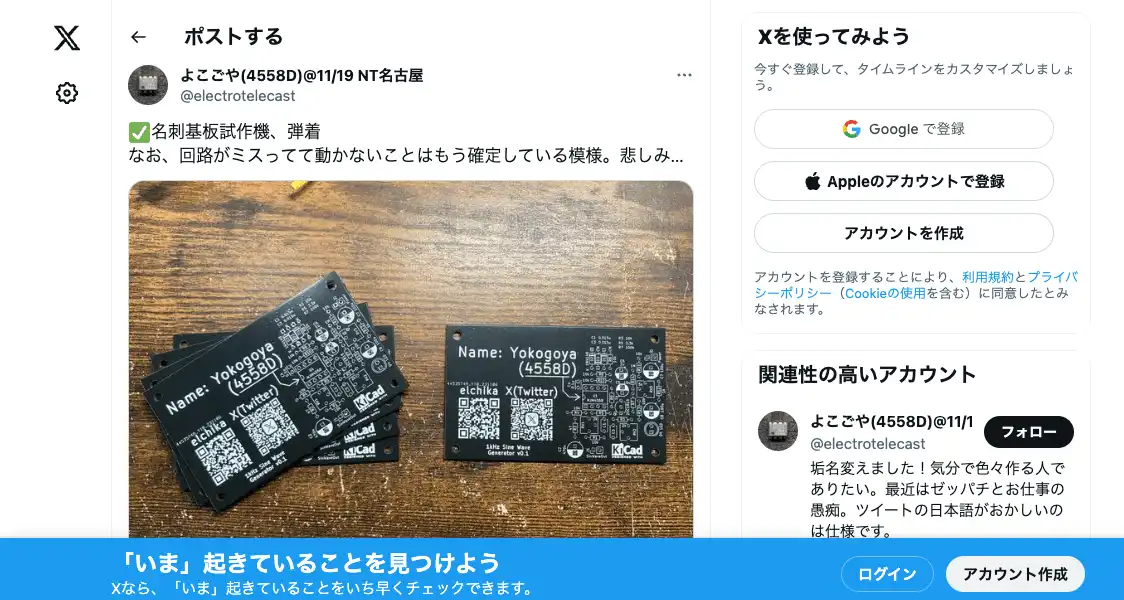 ポストする
よこごや(4558D)@11/19 NT名古屋
@electrotelecast
✅名刺基板試作機、弾着
なお、回路がミスってて動かないことはもう確定している模様。悲しみ...
Name: Yokogoya
(4558D)
elchika X(Twitter)
KiCad
1kHz Sine Wave
Generator v0.1
Name: Yokogoya
(4558D)
elchika X(Twitter)
KiCad
1kHz Sine Wave
Generator v0.1
KiCad
KiCad
Xを使ってみよう
今すぐ登録して、タイムラインをカスタマイズしましょ
う。
Google で登録
Appleのアカウントで登録
アカウントを作成
アカウントを登録することにより、利用規約とプライバ
シーポリシー（Cookieの使用を含む）に同意したとみ
なされます。
関連性の高いアカウント
よこごや(4558D)@11/1
@electrotelecast
フォロー
垢名変えました！気分で色々作る人で
ありたい。最近はゼッパチとお仕事の
愚痴。ツイートの日本語がおかしいの
は仕様です。
「いま」起きていることを見つけよう
Xなら、「いま」起きていることをいち早くチェックできます。
ログイン
アカウント作成